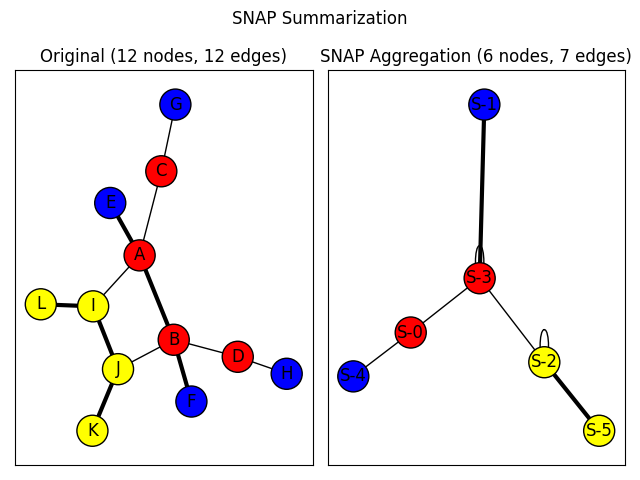 SNAP Summarization
Original (12 nodes, 12 edges)
SNAP Aggregation (6 nodes, 7 edges)
G
C
E
A
L
I
B
D
J
H
F
K
S-1
S-3
S-0
S-2
S-4
S-5